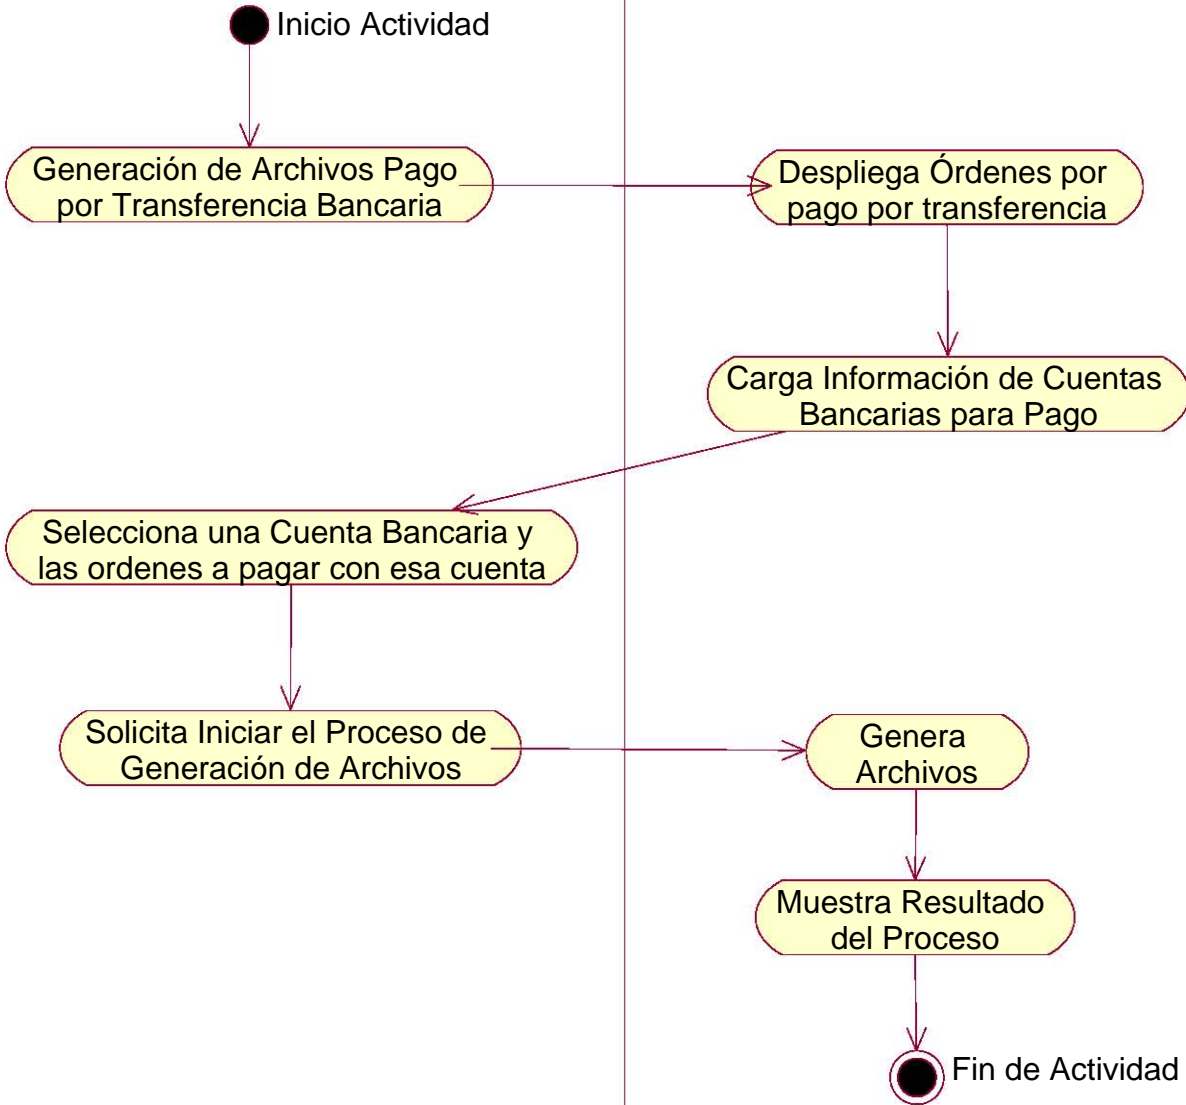 Inicio Actividad
Generación de Archivos Pago
por Transferencia Bancaria
Despliega Órdenes por
pago por transferencia
Carga Información de Cuentas
Bancarias para Pago
Selecciona una Cuenta Bancaria y
las ordenes a pagar con esa cuenta
Solicita Iniciar el Proceso de
Generación de Archivos
Genera
Archivos
Muestra Resultado
del Proceso
Fin de Actividad